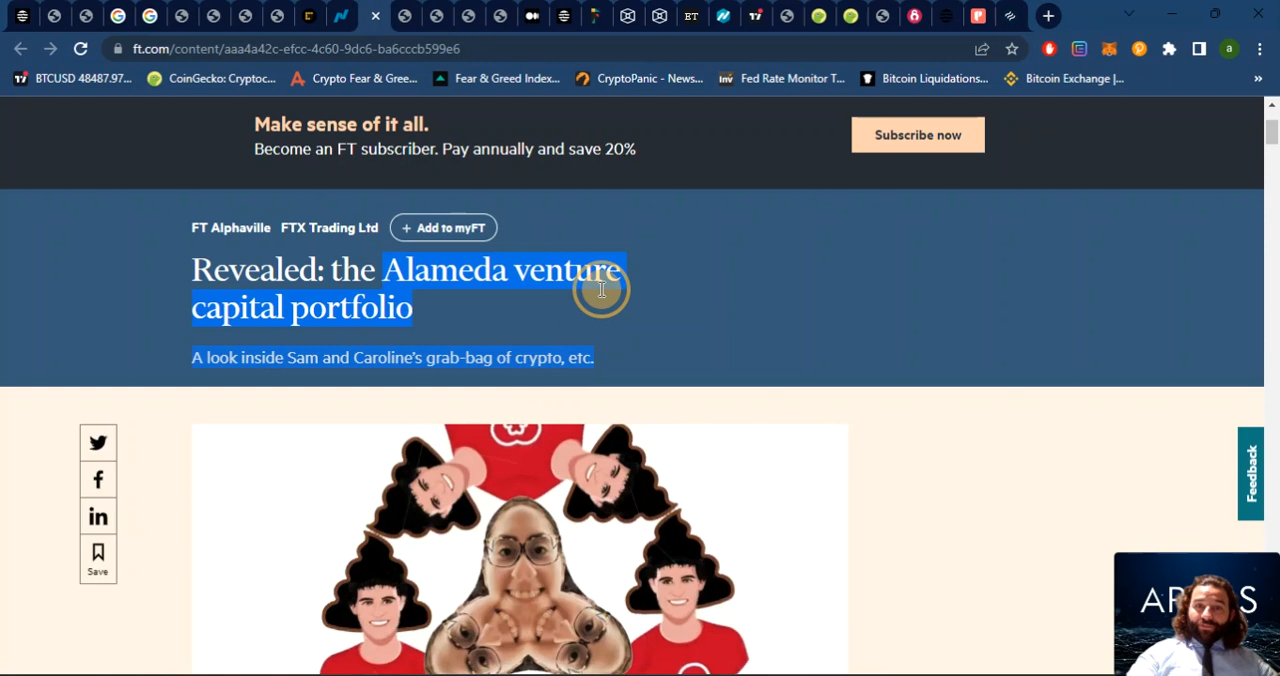 ft.com/content/aaa4a42c-efcc-4c60-9dc6-ba6cccb599e6
BTCUSD 48487.97...
CoinGecko: Cryptoc...
Crypto Fear & Gree...
Fear & Greed Index...
CryptoPanic - News...
Fed Rate Monitor T...
Bitcoin Liquidations...
Bitcoin Exchange |...
Make sense of it all.
Become an FT subscriber. Pay annually and save 20%
Subscribe now
FT Alphaville FTX Trading Ltd + Add to myFT
Revealed: the Alameda venture
capital portfolio
A look inside Sam and Caroline's grab-bag of crypto, etc.
Save
Feedback